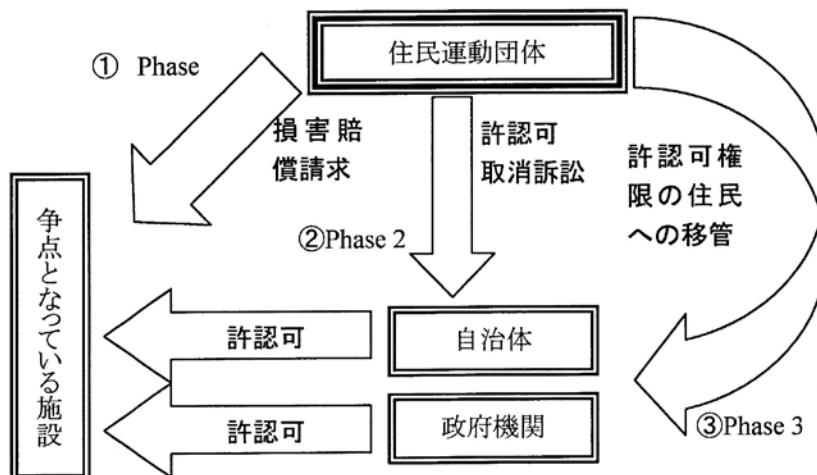 住民運動団体
① Phase
損害賠
償請求
許認可
取消訴訟
許認可権
限の住民
への移管
②Phase 2
争点となっている施設
許認可
自治体
許認可
政府機関
③Phase 3